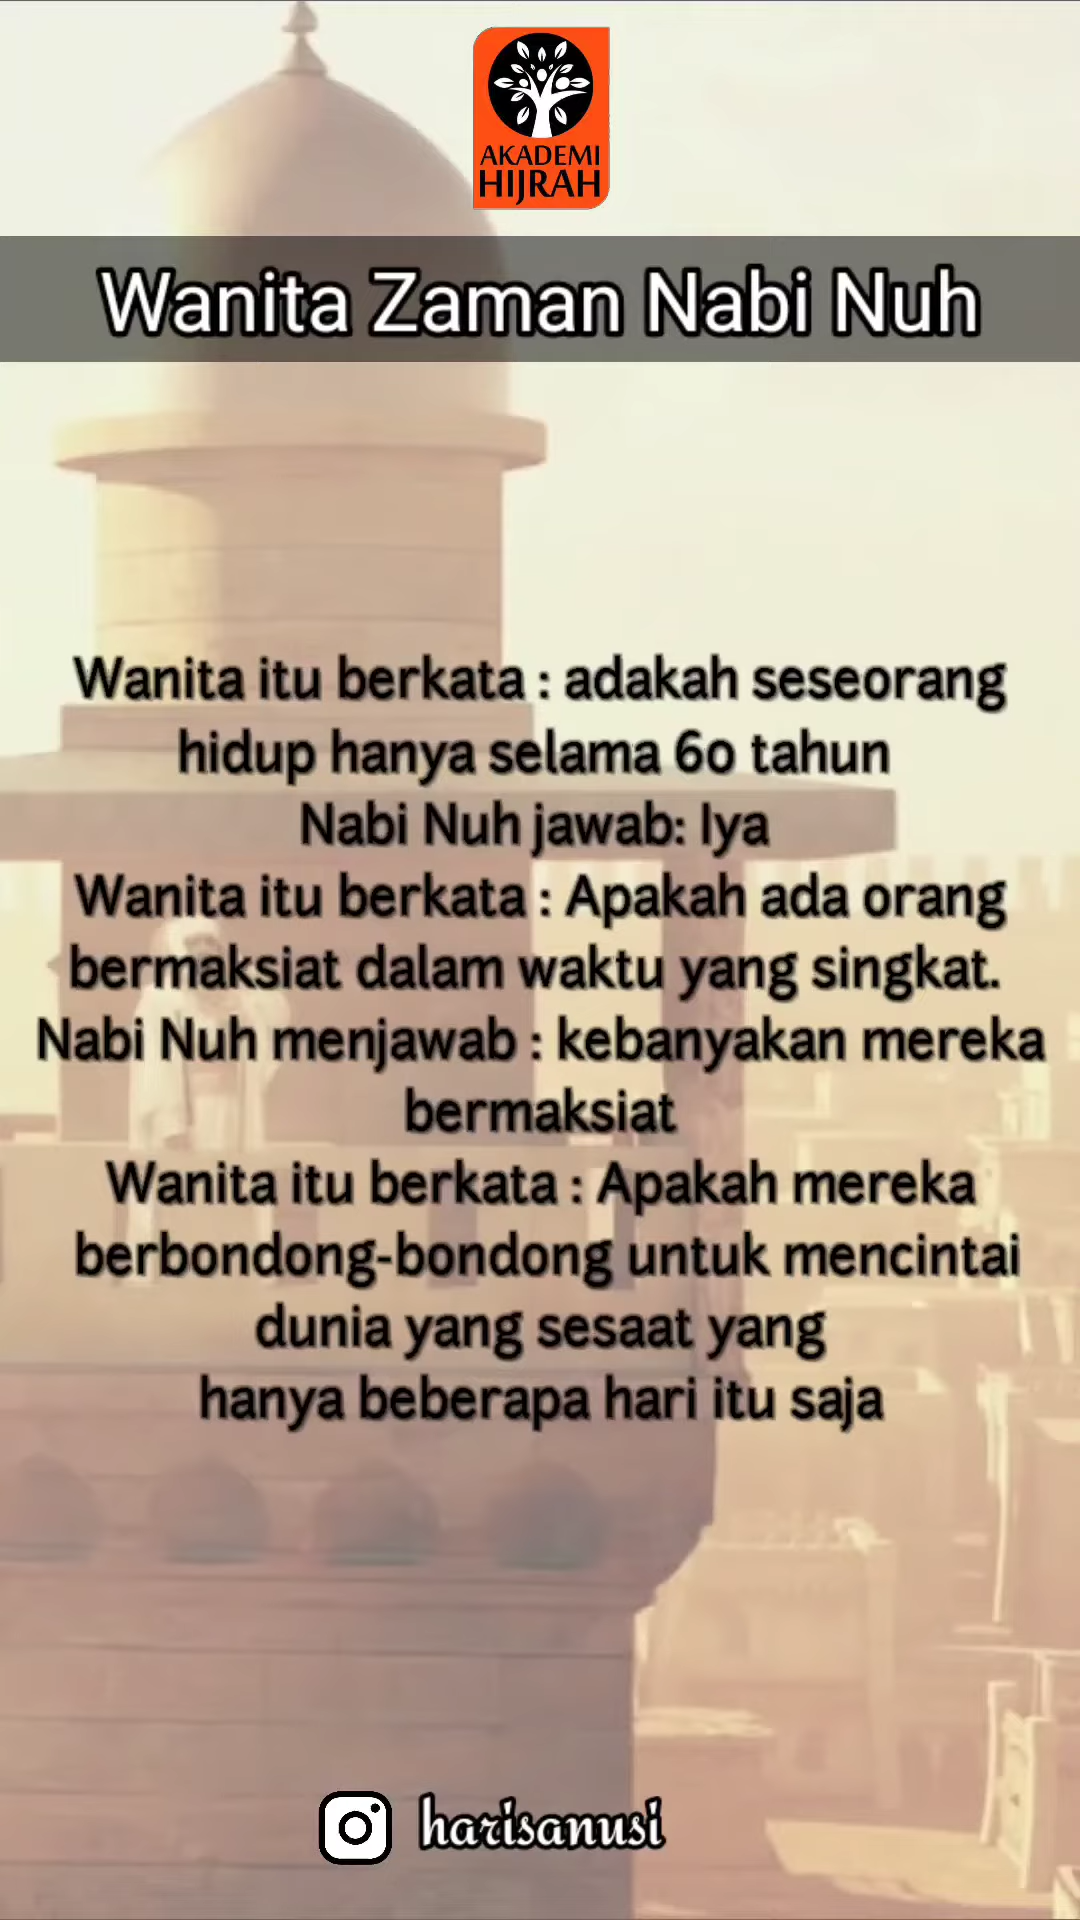 AKADEMI
HIJRAH
Wanita Zaman Nabi Nuh
Wanita itu berkata : adakah seseorang
hidup hanya selama 60 tahun
Nabi Nuh jawab: Iya
Wanita itu berkata : Apakah ada orang
bermaksiat dalam waktu yang singkat.
Nabi Nuh menjawab : kebanyakan mereka
bermaksiat
Wanita itu berkata : Apakah mereka
berbondong-bondong untuk mencintai
dunia yang sesaat yang
hanya beberapa hari itu saja
harisanusi